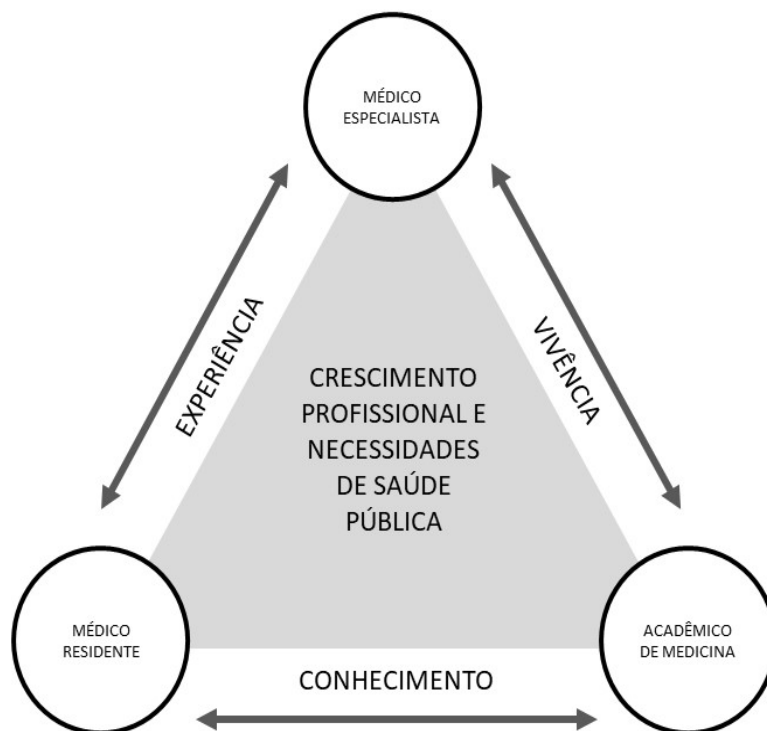 MÉDICO
ESPECIALISTA
EXPERIÊNCIA
VIVÊNCIA
CRESCIMENTO
PROFISSIONAL E
NECESSIDADES
DE SAÚDE
PÚBLICA
MÉDICO
RESIDENTE
ACADÊMICO
DE MEDICINA
CONHECIMENTO